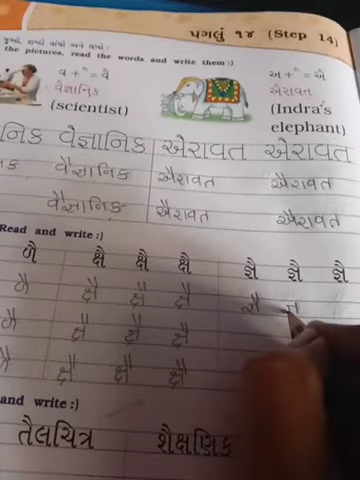 પગલું ૧૪ (Step 14)
જુઓ, શબ્દો વાંચો અને લખો:
the pictures, read the words and write them :)
વ + ૈ = વૈ
અ + ૈ = ઐ
વૈજ્ઞાનિક
ઐરાવત
(scientist)
(Indra's elephant)
નિક વૈજ્ઞાનિક ઐરાવત ઐરાવત
વૈજ્ઞાનિક ઐરાવત ઐરાવત
વૈજ્ઞાનિક ઐરાવત ઐરાવત
Read and write :)
ળૈ ક્ષૈ ક્ષૈ ક્ષૈ જ્ઞૈ જ્ઞૈ જ્ઞૈ
ળૈ ક્ષૈ ક્ષૈ ક્ષૈ જ્ઞૈ
ળૈ ક્ષૈ ક્ષૈ ક્ષૈ
ળૈ ક્ષૈ ક્ષૈ ક્ષૈ
and write :)
તૈલચિત્ર શૈક્ષણિક